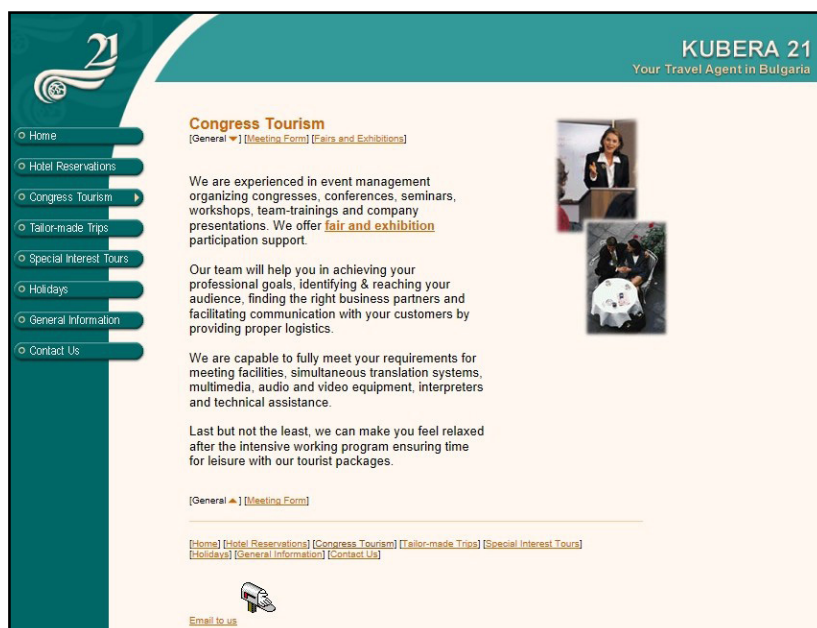 21
KUBERA 21
Your Travel Agent in Bulgaria
Home
Hotel Reservations
Congress Tourism
Tailor-made Trips
Special Interest Tours
Holidays
General Information
Contact Us
Congress Tourism
[General ] [Meeting Form] [Fairs and Exhibitions]
We are experienced in event management
organizing congresses, conferences, seminars,
workshops, team-trainings and company
presentations. We offer fair and exhibition
participation support.
Our team will help you in achieving your
professional goals, identifying & reaching your
audience, finding the right business partners and
facilitating communication with your customers by
providing proper logistics.
We are capable to fully meet your requirements for
meeting facilities, simultaneous translation systems,
multimedia, audio and video equipment, interpreters
and technical assistance.
Last but not the least, we can make you feel relaxed
after the intensive working program ensuring time
for leisure with our tourist packages.
[General ] [Meeting Form]
[Home] [Hotel Reservations] [Congress Tourism] [Tailor-made Trips] [Special Interest Tours]
[Holidays] [General Information] [Contact Us]
Email to us